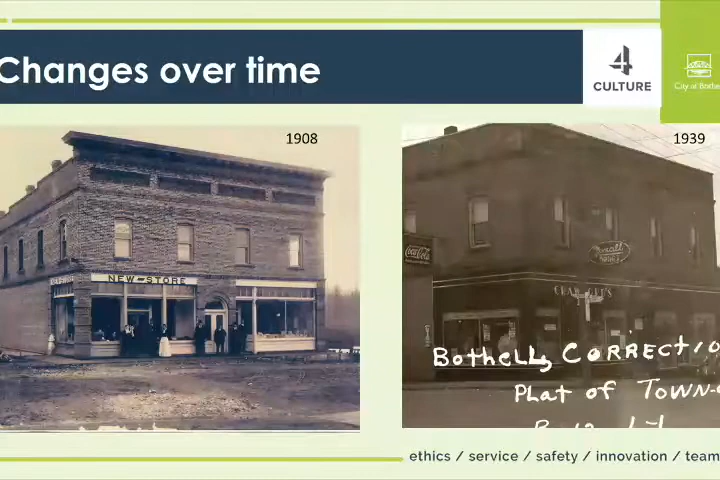 Changes over time
4
CULTURE
City of Bothe
1908
1939
NEW STORE
Coca-Cola
Rexall
BothelL, CORRECTIO
PLat of TOWN
ethics / service / safety / innovation / team